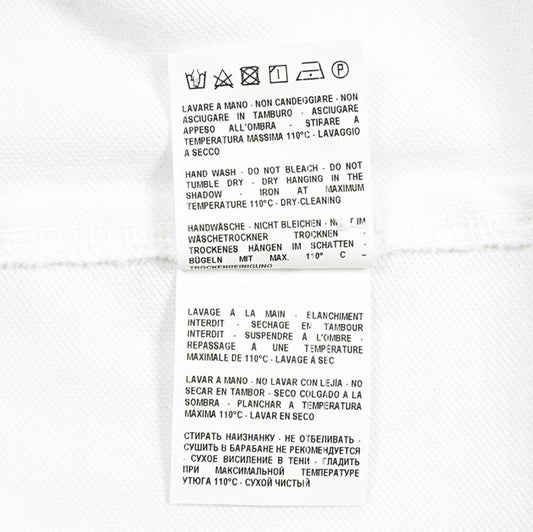 P
LAVARE A MANO - NON CANDEGGIARE - NON
ASCIUGARE IN TAMBURO - ASCIUGARE
APPESO ALL'OMBRA - STIRARE A
TEMPERATURA MASSIMA 110°C - LAVAGGIO
A SECCO
HAND WASH - DO NOT BLEACH - DO NOT
TUMBLE DRY - DRY HANGING IN THE
SHADOW - IRON AT MAXIMUM
TEMPERATURE 110°C - DRY-CLEANING
HANDWÄSCHE - NICHT BLEICHEN -
WÄSCHETROCKNER TROCKNEN -
TROCKENES HÄNGEN IM SCHATTEN -
BÜGELN MIT MAX. 110° C -
TROCKENREINIGUNG
LAVAGE À LA MAIN - ELANCHIMENT
INTERDIT - SECHAGE EN TAMBOUR
INTERDIT - SUSPENDRE À L'OMBRE -
REPASSAGE À UNE TEMPÉRATURE
MAXIMALE DE 110°C - LAVAGE Á SEC
LAVAR A MANO - NO LAVAR CON LEJÍA - NO
SECAR EN TAMBOR - SECO COLGADO A LA
SOMBRA - PLANCHAR A TEMPERATURA
MÁXIMA 110°C - LAVAR EN SECO
СТИРАТЬ НАИЗНАНКУ - НЕ ОТБЕЛИВАТЬ -
СУШИТЬ В БАРАБАНЕ НЕ РЕКОМЕНДУЕТСЯ
- СУХОЕ ВИСИЛЕНИЕ В ТЕНИ - ГЛАДИТЬ
ПРИ МАКСИМАЛЬНОЙ ТЕМПЕРАТУРЕ
УТЮГА 110°C - СУХОЙ ЧИСТЫЙ